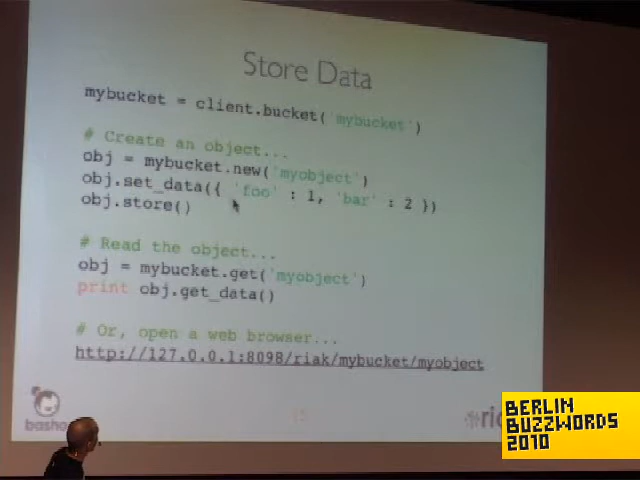 Store Data
mybucket = client.bucket('mybucket')
# Create an object...
obj = mybucket.new('myobject')
obj.set_data({ 'foo' : 1, 'bar' : 2 })
obj.store()
# Read the object...
obj = mybucket.get('myobject')
print obj.get_data()
# Or, open a web browser...
http://127.0.0.1:8098/riak/mybucket/myobject
basho
BERLIN
BUZZWORDS
2010